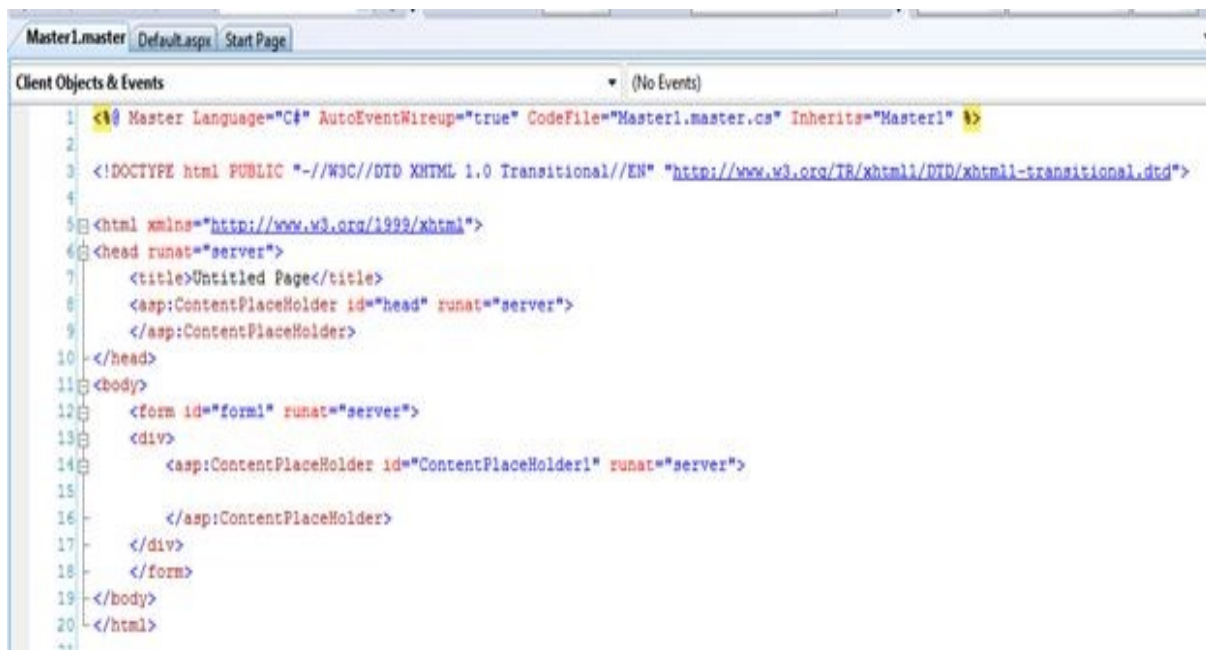 Master1.master Default.aspx Start Page
Client Objects & Events (No Events)
1 <%@ Master Language="C#" AutoEventWireup="true" CodeFile="Master1.master.cs" Inherits="Master1" %>
2
3 <!DOCTYPE html PUBLIC "-//W3C//DTD XHTML 1.0 Transitional//EN" "http://www.w3.org/TR/xhtml1/DTD/xhtml1-transitional.dtd">
4
5 <html xmlns="http://www.w3.org/1999/xhtml">
6 <head runat="server">
7 <title>Untitled Page</title>
8 <asp:ContentPlaceHolder id="head" runat="server">
9 </asp:ContentPlaceHolder>
10 </head>
11 <body>
12 <form id="form1" runat="server">
13 <div>
14 <asp:ContentPlaceHolder id="ContentPlaceHolder1" runat="server">
15
16 </asp:ContentPlaceHolder>
17 </div>
18 </form>
19 </body>
20 </html>